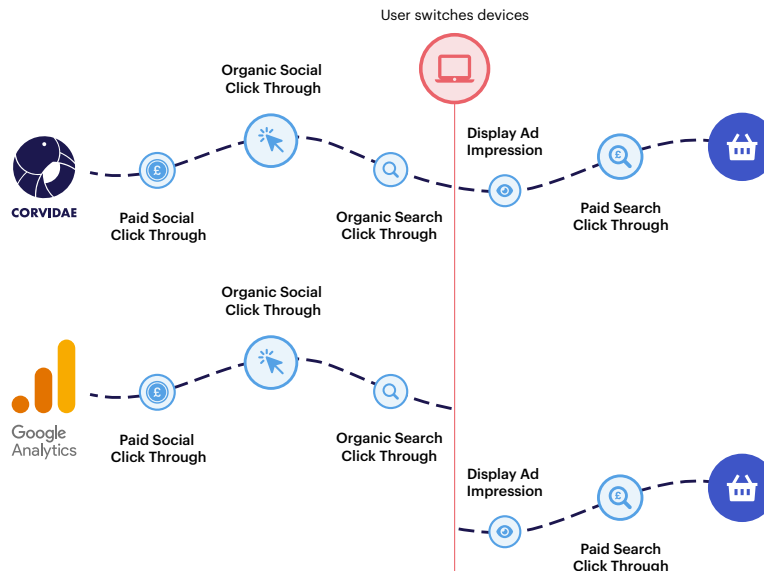 User switches devices
Organic Social
Click Through
Display Ad
Impression
£
£
CORVIDAE
Paid Social
Click Through
Organic Search
Click Through
Paid Search
Click Through
Organic Social
Click Through
£
Google
Analytics
Paid Social
Click Through
Organic Search
Click Through
Display Ad
Impression
£
Paid Search
Click Through